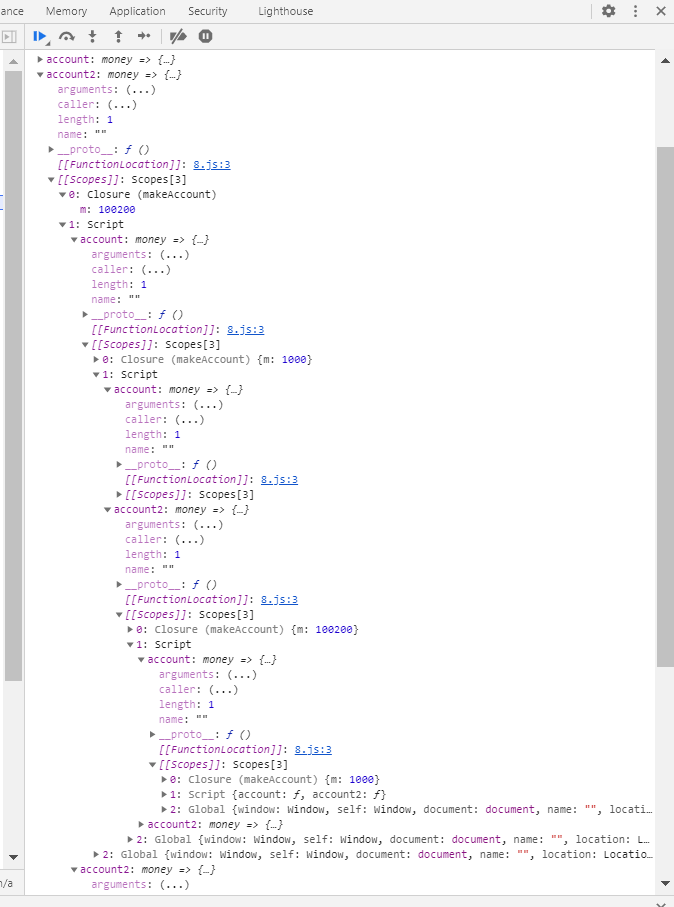 ance Memory Application Security Lighthouse
account: money => {…}
account2: money => {…}
arguments: (...)
caller: (...)
length: 1
name: ""
__proto__: ƒ ()
[[FunctionLocation]]: 8.js:3
[[Scopes]]: Scopes[3]
0: Closure (makeAccount)
m: 100200
1: Script
account: money => {…}
arguments: (...)
caller: (...)
length: 1
name: ""
__proto__: ƒ ()
[[FunctionLocation]]: 8.js:3
[[Scopes]]: Scopes[3]
0: Closure (makeAccount) {m: 1000}
1: Script
account: money => {…}
arguments: (...)
caller: (...)
length: 1
name: ""
__proto__: ƒ ()
[[FunctionLocation]]: 8.js:3
[[Scopes]]: Scopes[3]
account2: money => {…}
arguments: (...)
caller: (...)
length: 1
name: ""
__proto__: ƒ ()
[[FunctionLocation]]: 8.js:3
[[Scopes]]: Scopes[3]
0: Closure (makeAccount) {m: 100200}
1: Script
account: money => {…}
arguments: (...)
caller: (...)
length: 1
name: ""
__proto__: ƒ ()
[[FunctionLocation]]: 8.js:3
[[Scopes]]: Scopes[3]
0: Closure (makeAccount) {m: 1000}
1: Script {account: ƒ, account2: ƒ}
2: Global {window: Window, self: Window, document: document, name: "", locati…
account2: money => {…}
2: Global {window: Window, self: Window, document: document, name: "", location: L…
2: Global {window: Window, self: Window, document: document, name: "", location: Locatio…
account2: money => {…}
n/a
arguments: (...)